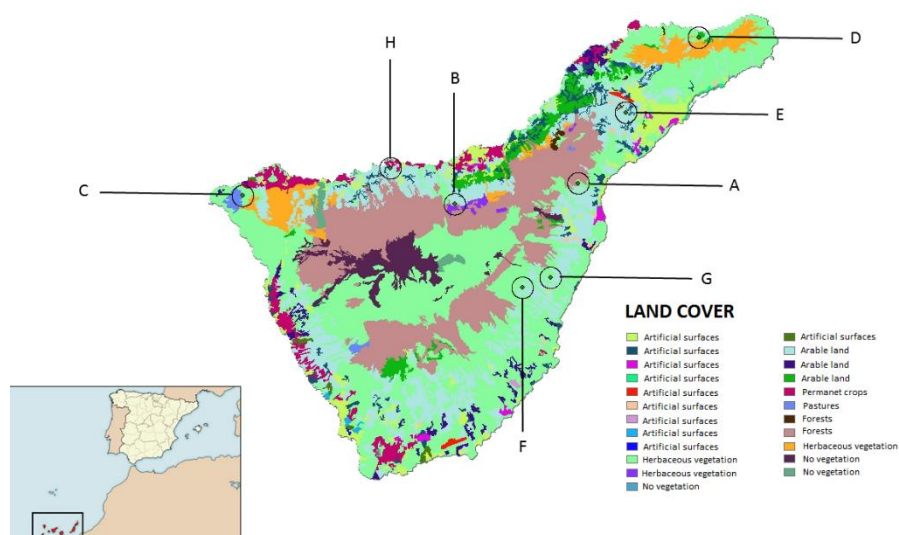 H
B
D
E
C
A
G
F
LAND COVER
Artificial surfaces
Artificial surfaces
Artificial surfaces
Artificial surfaces
Artificial surfaces
Artificial surfaces
Artificial surfaces
Artificial surfaces
Artificial surfaces
Herbaceous vegetation
Herbaceous vegetation
No vegetation
Artificial surfaces
Arable land
Arable land
Arable land
Permanet crops
Pastures
Forests
Forests
Herbaceous vegetation
No vegetation
No vegetation